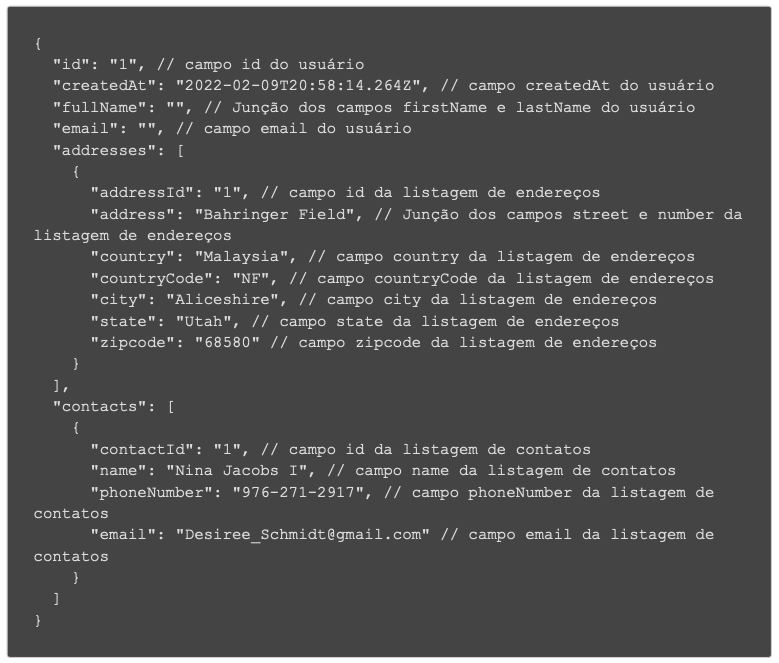 {
  "id": "1", // campo id do usuário
  "createdAt": "2022-02-09T20:58:14.264Z", // campo createdAt do usuário
  "fullName": "", // Junção dos campos firstName e lastName do usuário
  "email": "", // campo email do usuário
  "addresses": [
    {
      "addressId": "1", // campo id da listagem de endereços
      "address": "Bahringer Field", // Junção dos campos street e number da
listagem de endereços
      "country": "Malaysia", // campo country da listagem de endereços
      "countryCode": "NF", // campo countryCode da listagem de endereços
      "city": "Aliceshire", // campo city da listagem de endereços
      "state": "Utah", // campo state da listagem de endereços
      "zipcode": "68580" // campo zipcode da listagem de endereços
    }
  ],
  "contacts": [
    {
      "contactId": "1", // campo id da listagem de contatos
      "name": "Nina Jacobs I", // campo name da listagem de contatos
      "phoneNumber": "976-271-2917", // campo phoneNumber da listagem de
contatos
      "email": "Desiree_Schmidt@gmail.com" // campo email da listagem de
contatos
    }
  ]
}